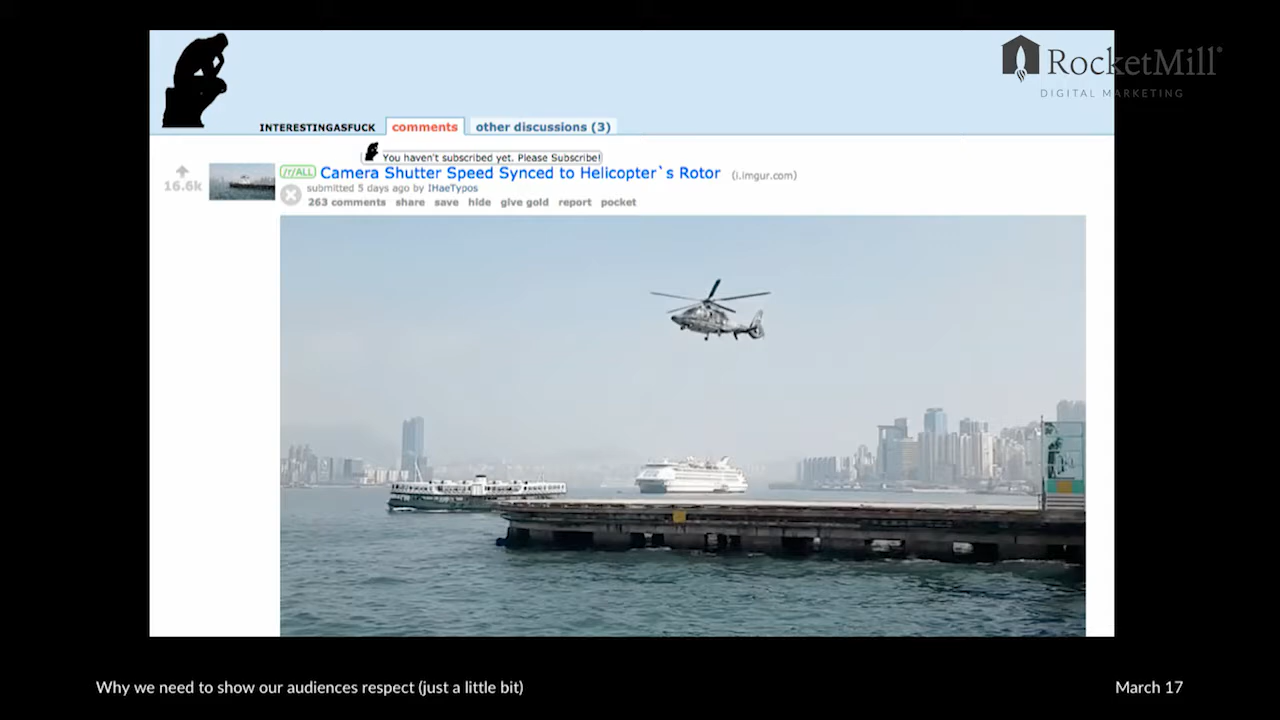 RocketMill®
DIGITAL MARKETING
INTERESTINGASFUCK comments other discussions (3)
You haven't subscribed yet. Please Subscribe!
16.6k
/r/ALL Camera Shutter Speed Synced to Helicopter`s Rotor (i.imgur.com)
submitted 5 days ago by IHaeTypos
263 comments share save hide give gold report pocket
Why we need to show our audiences respect (just a little bit) March 17